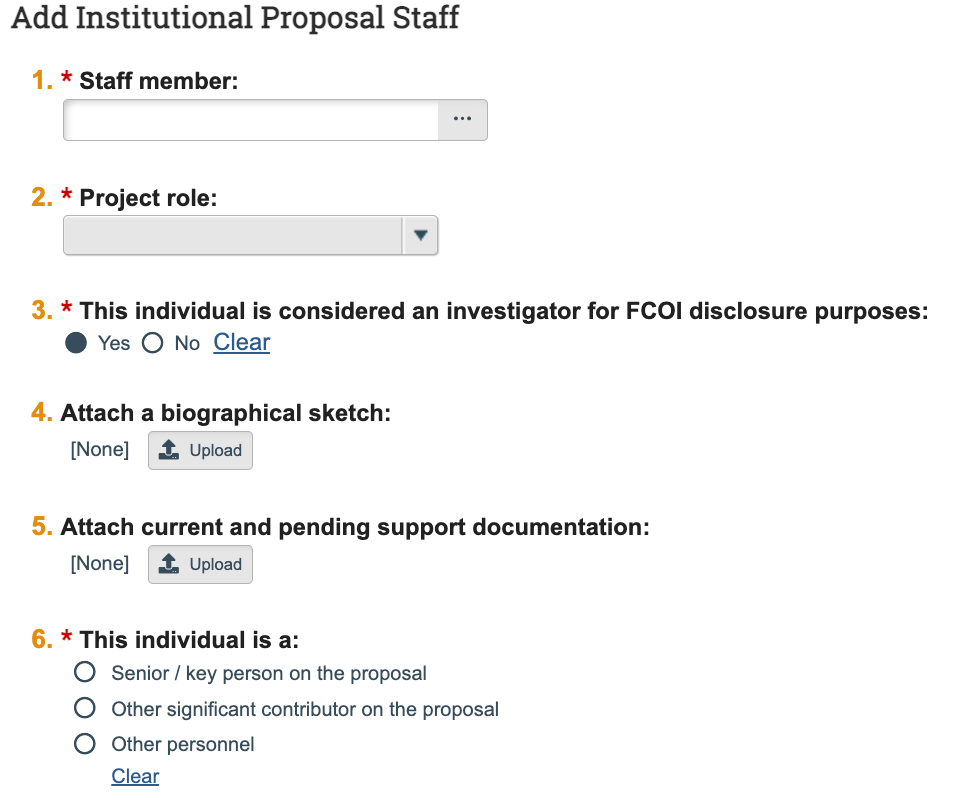 Add Institutional Proposal Staff
1. * Staff member:
...
2. * Project role:
3. * This individual is considered an investigator for FCOI disclosure purposes:
Yes No Clear
4. Attach a biographical sketch:
[None] Upload
5. Attach current and pending support documentation:
[None] Upload
6. * This individual is a:
Senior / key person on the proposal
Other significant contributor on the proposal
Other personnel
Clear